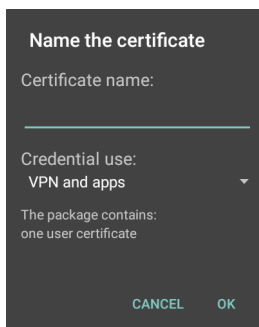 Name the certificate
Certificate name:
Credential use:
VPN and apps
The package contains:
one user certificate
CANCEL OK